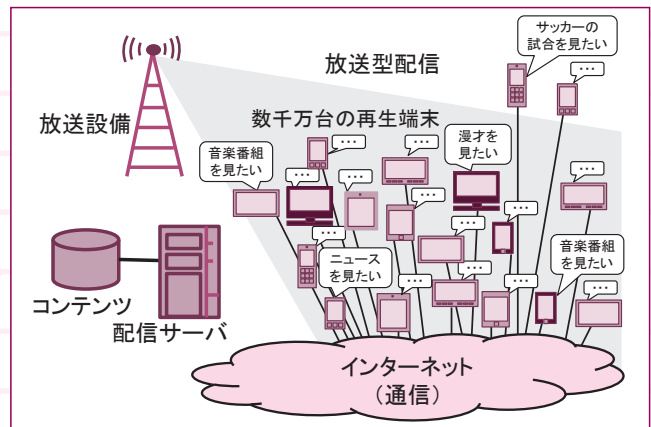 サッカーの
試合を見たい
放送型配信
・・・
放送設備
数千万台の再生端末
・・・
・・・
漫才を
見たい
音楽番組
を見たい
・・・
・・・
・・・
・・・
・・・
・・・
・・・
ニュース
を見たい
・・・
音楽番組
を見たい
・・・
・・・
・・・
・・・
コンテンツ
配信サーバ
インターネット
（通信）